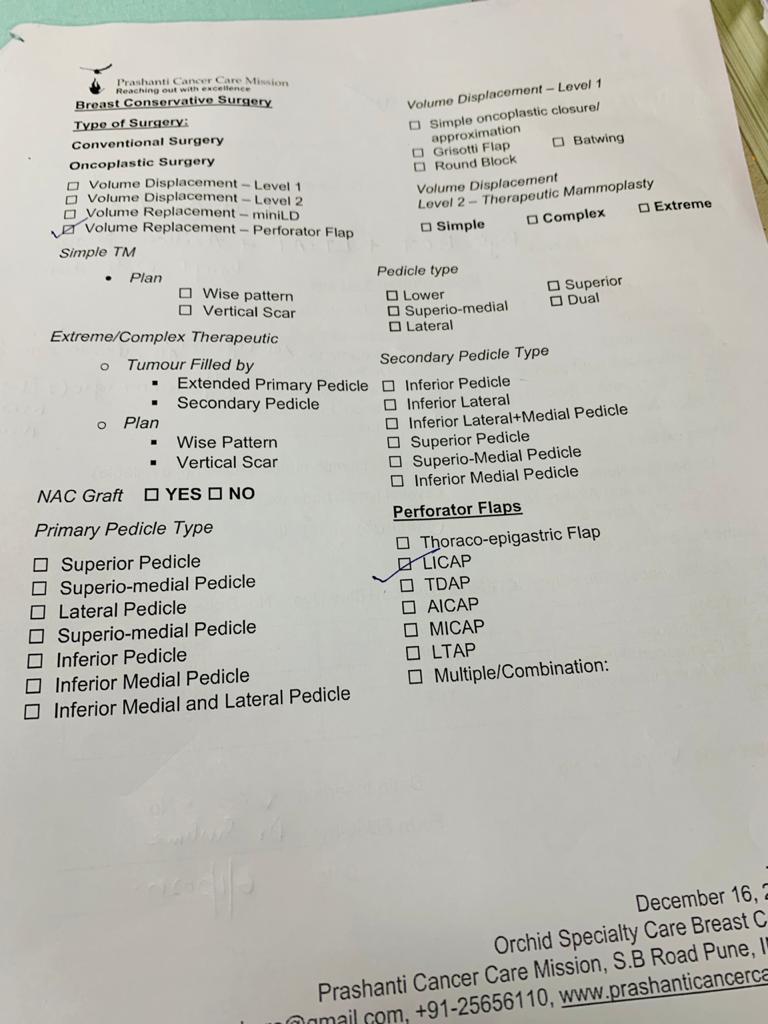 Prashanti Cancer Care Mission
Reaching out with excellence
Breast Conservative Surgery
Type of Surgery:
Conventional Surgery
Oncoplastic Surgery
☐ Volume Displacement – Level 1
☐ Volume Displacement – Level 2
☐ Volume Replacement – miniLD
☑ Volume Replacement – Perforator Flap
Volume Displacement – Level 1
☐ Simple oncoplastic closure/
approximation
☐ Grisotti Flap ☐ Batwing
☐ Round Block
Volume Displacement
Level 2 – Therapeutic Mammoplasty
☐ Simple ☐ Complex ☐ Extreme
Simple TM
• Plan
☐ Wise pattern
☐ Vertical Scar
Pedicle type
☐ Lower ☐ Superior
☐ Superio-medial ☐ Dual
☐ Lateral
Extreme/Complex Therapeutic
o Tumour Filled by
▪ Extended Primary Pedicle
▪ Secondary Pedicle
o Plan
▪ Wise Pattern
▪ Vertical Scar
Secondary Pedicle Type
☐ Inferior Pedicle
☐ Inferior Lateral
☐ Inferior Lateral+Medial Pedicle
☐ Superior Pedicle
☐ Superio-Medial Pedicle
☐ Inferior Medial Pedicle
NAC Graft ☐ YES ☐ NO
Primary Pedicle Type
☐ Superior Pedicle
☐ Superio-medial Pedicle
☐ Lateral Pedicle
☐ Superio-medial Pedicle
☐ Inferior Pedicle
☐ Inferior Medial Pedicle
☐ Inferior Medial and Lateral Pedicle
Perforator Flaps
☐ Thoraco-epigastric Flap
☑ LICAP
☐ TDAP
☐ AICAP
☐ MICAP
☐ LTAP
☐ Multiple/Combination:
December 16,
Orchid Specialty Care Breast
Prashanti Cancer Care Mission, S.B Road Pune,
@gmail.com, +91-25656110, www.prashanticancerca